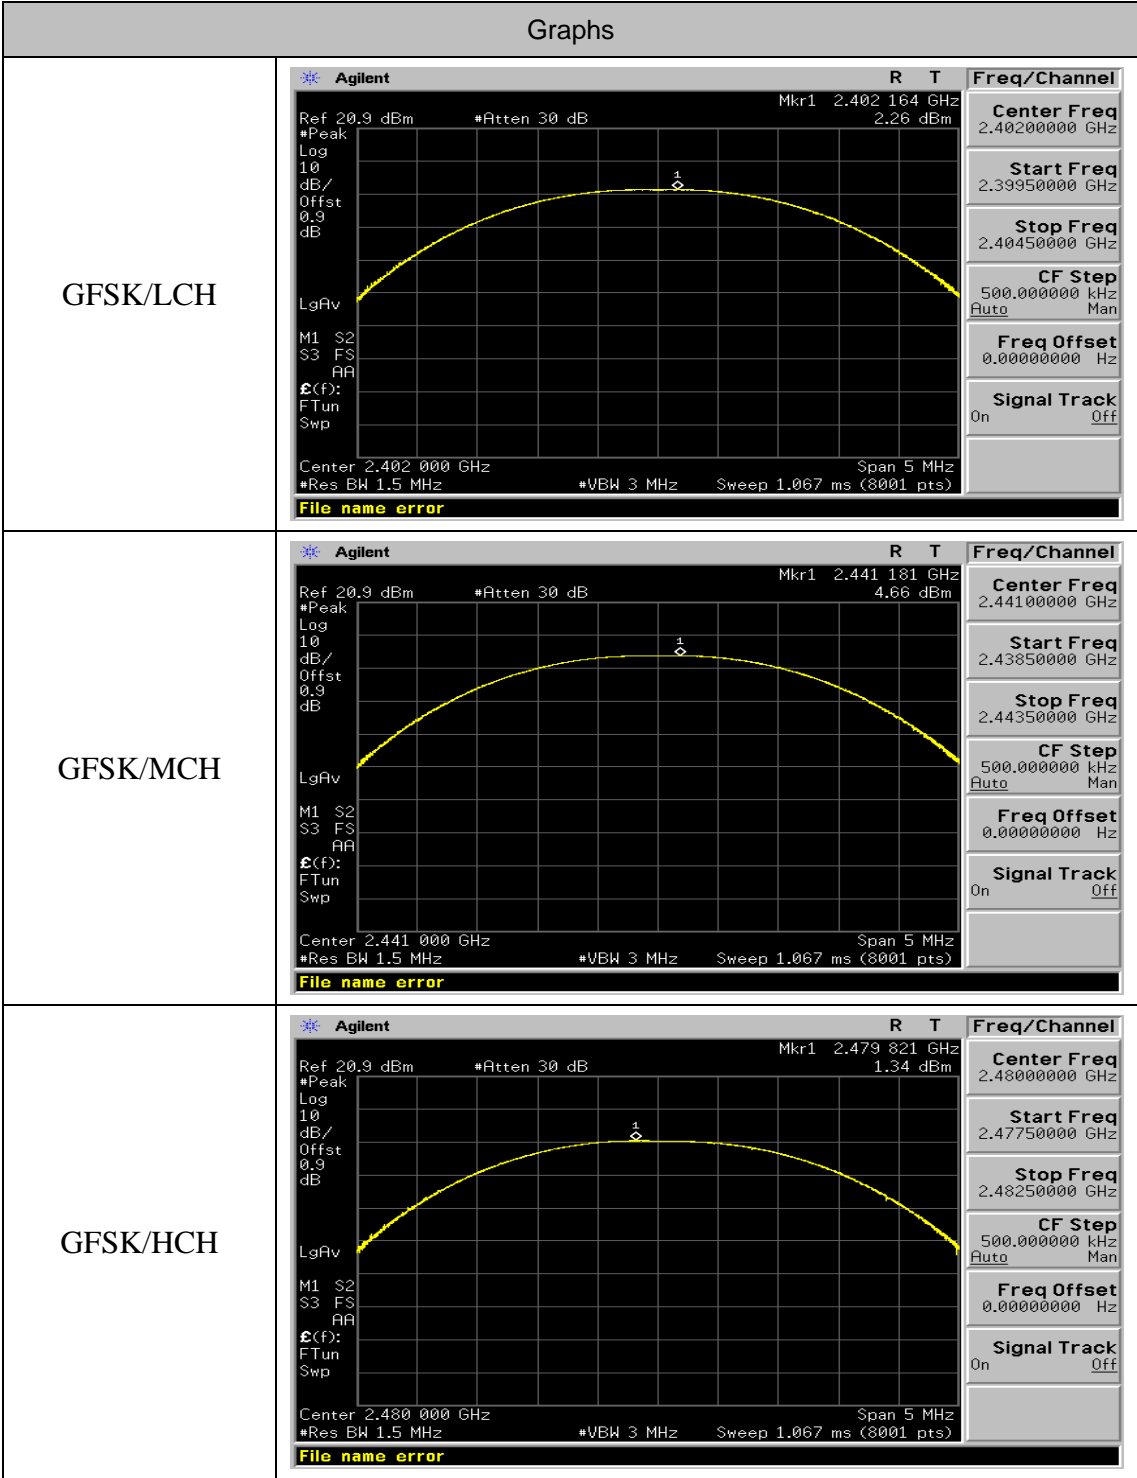 Graphs
GFSK/LCH
Agilent R T Freq/Channel
Mkr1 2.402 164 GHz
Ref 20.9 dBm #Atten 30 dB 2.26 dBm
#Peak
Log
10
dB/
Offst
0.9
dB
1
LgAv
M1 S2
S3 FS
AA
£(f):
FTun
Swp
Center 2.402 000 GHz Span 5 MHz
#Res BW 1.5 MHz #VBW 3 MHz Sweep 1.067 ms (8001 pts)
File name error
Center Freq
2.40200000 GHz
Start Freq
2.39950000 GHz
Stop Freq
2.40450000 GHz
CF Step
500.000000 kHz
Auto Man
Freq Offset
0.00000000 Hz
Signal Track
On Off
GFSK/MCH
Agilent R T Freq/Channel
Mkr1 2.441 181 GHz
Ref 20.9 dBm #Atten 30 dB 4.66 dBm
#Peak
Log
10
dB/
Offst
0.9
dB
1
LgAv
M1 S2
S3 FS
AA
£(f):
FTun
Swp
Center 2.441 000 GHz Span 5 MHz
#Res BW 1.5 MHz #VBW 3 MHz Sweep 1.067 ms (8001 pts)
File name error
Center Freq
2.44100000 GHz
Start Freq
2.43850000 GHz
Stop Freq
2.44350000 GHz
CF Step
500.000000 kHz
Auto Man
Freq Offset
0.00000000 Hz
Signal Track
On Off
GFSK/HCH
Agilent R T Freq/Channel
Mkr1 2.479 821 GHz
Ref 20.9 dBm #Atten 30 dB 1.34 dBm
#Peak
Log
10
dB/
Offst
0.9
dB
1
LgAv
M1 S2
S3 FS
AA
£(f):
FTun
Swp
Center 2.480 000 GHz Span 5 MHz
#Res BW 1.5 MHz #VBW 3 MHz Sweep 1.067 ms (8001 pts)
File name error
Center Freq
2.48000000 GHz
Start Freq
2.47750000 GHz
Stop Freq
2.48250000 GHz
CF Step
500.000000 kHz
Auto Man
Freq Offset
0.00000000 Hz
Signal Track
On Off